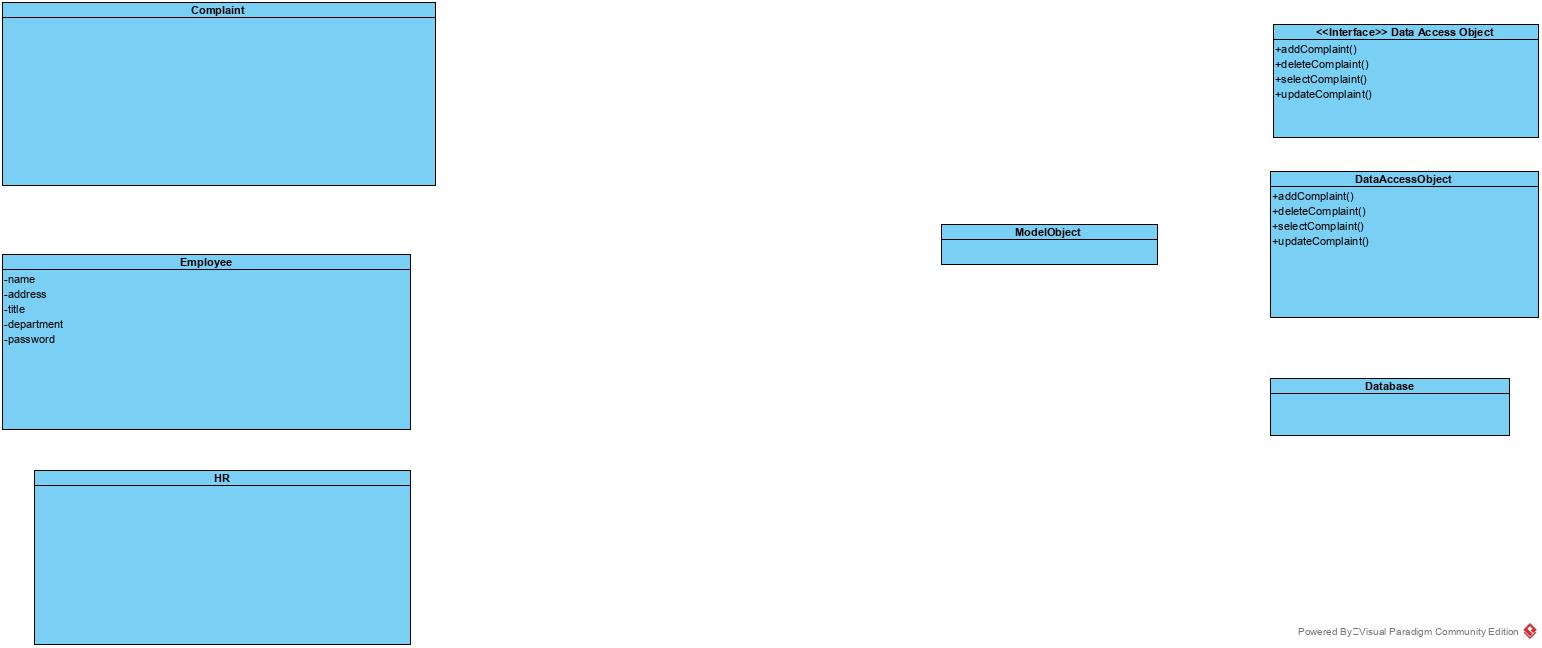 Complaint
<<Interface>> Data Access Object
+addComplaint()
+deleteComplaint()
+selectComplaint()
+updateComplaint()
DataAccessObject
+addComplaint()
+deleteComplaint()
+selectComplaint()
+updateComplaint()
ModelObject
Employee
-name
-address
-title
-department
-password
Database
HR
Powered By Visual Paradigm Community Edition